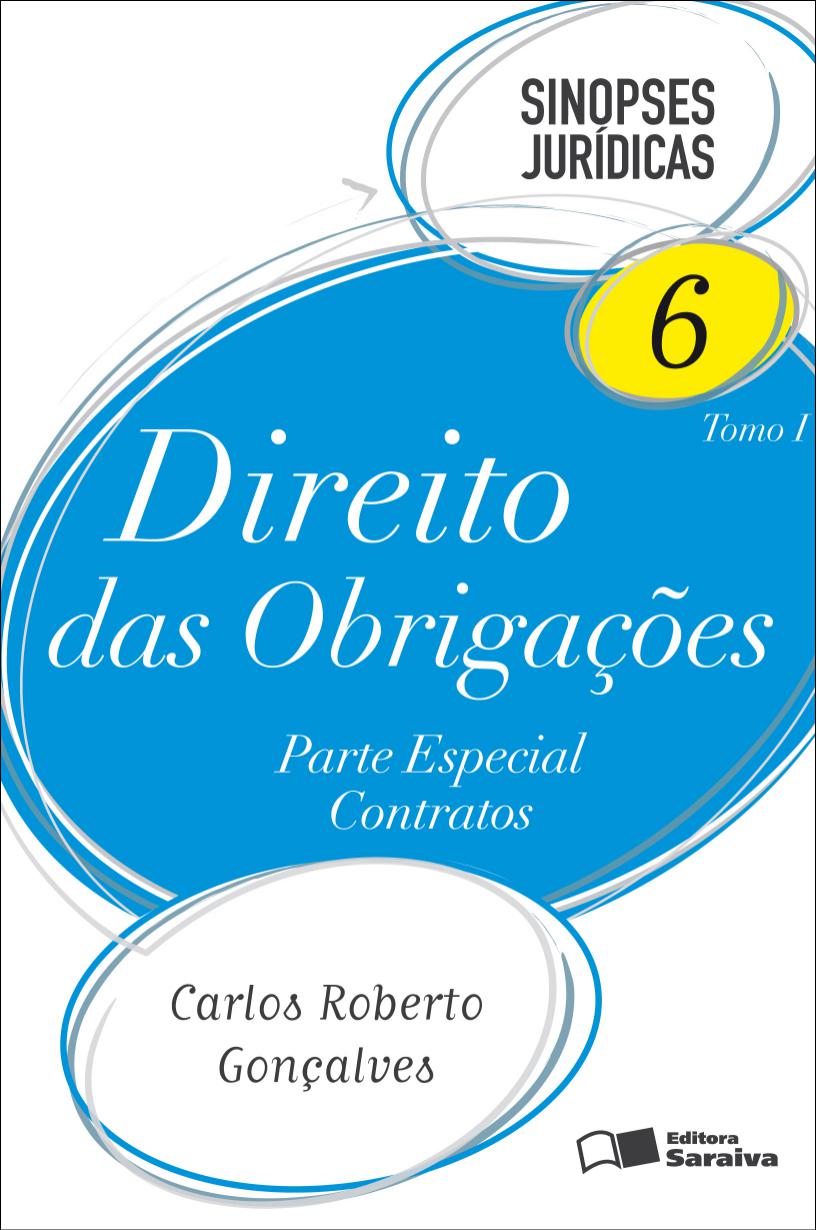 SINOPSES
JURÍDICAS
6
Tomo I
Direito
das Obrigações
Parte Especial
Contratos
Carlos Roberto
Gonçalves
Editora
Saraiva